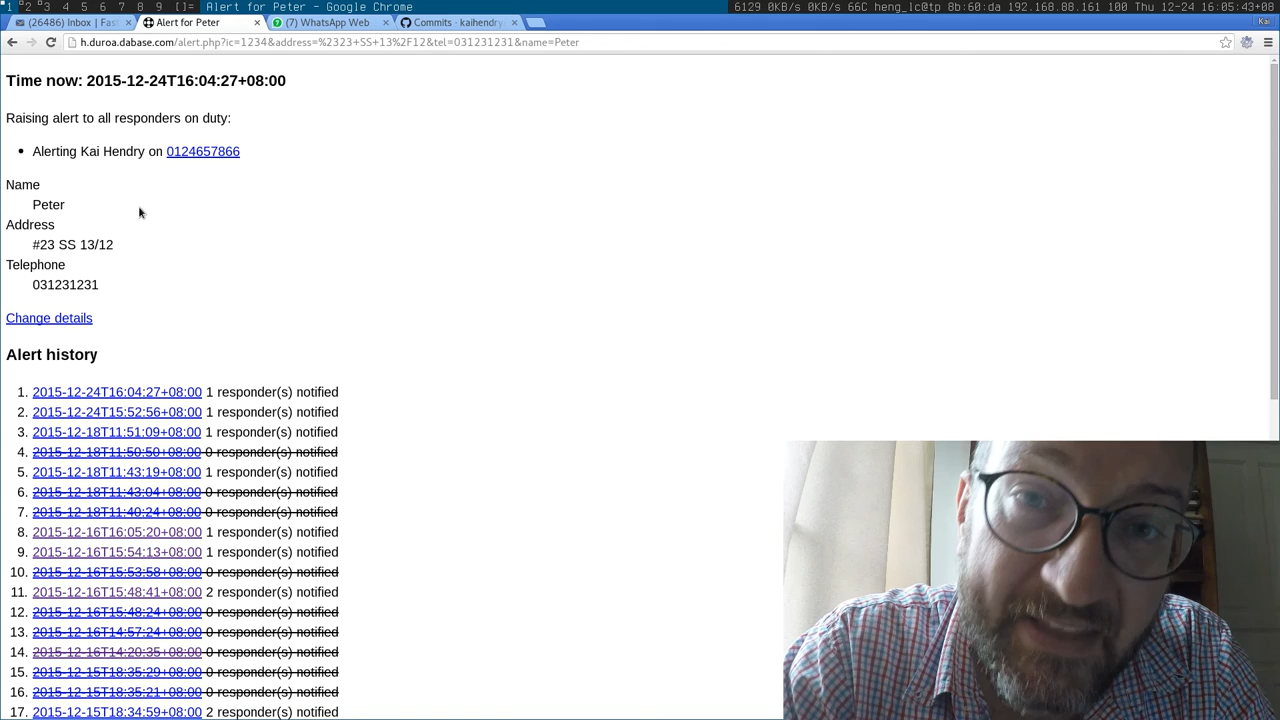 1 2 3 4 5 6 7 8 9 []= Alert for Peter - Google Chrome 6129 0KB/s 0KB/s 66C heng_lc@tp 8b:60:da 192.168.88.161 100 Thu 12-24 16:05:43+08
(26486) Inbox | Fast Alert for Peter (7) WhatsApp Web Commits · kaihendry Kai
h.duroa.dabase.com/alert.php?ic=1234&address=%2323+SS+13%2F12&tel=031231231&name=Peter
Time now: 2015-12-24T16:04:27+08:00
Raising alert to all responders on duty:
Alerting Kai Hendry on 0124657866
Name
Peter
Address
#23 SS 13/12
Telephone
031231231
Change details
Alert history
1. 2015-12-24T16:04:27+08:00 1 responder(s) notified
2. 2015-12-24T15:52:56+08:00 1 responder(s) notified
3. 2015-12-18T11:51:09+08:00 1 responder(s) notified
4. 2015-12-18T11:50:50+08:00 0 responder(s) notified
5. 2015-12-18T11:43:19+08:00 1 responder(s) notified
6. 2015-12-18T11:43:04+08:00 0 responder(s) notified
7. 2015-12-18T11:40:24+08:00 0 responder(s) notified
8. 2015-12-16T16:05:20+08:00 1 responder(s) notified
9. 2015-12-16T15:54:13+08:00 1 responder(s) notified
10. 2015-12-16T15:53:58+08:00 0 responder(s) notified
11. 2015-12-16T15:48:41+08:00 2 responder(s) notified
12. 2015-12-16T15:48:24+08:00 0 responder(s) notified
13. 2015-12-16T14:57:24+08:00 0 responder(s) notified
14. 2015-12-16T14:20:35+08:00 0 responder(s) notified
15. 2015-12-15T18:35:29+08:00 0 responder(s) notified
16. 2015-12-15T18:35:21+08:00 0 responder(s) notified
17. 2015-12-15T18:34:59+08:00 2 responder(s) notified